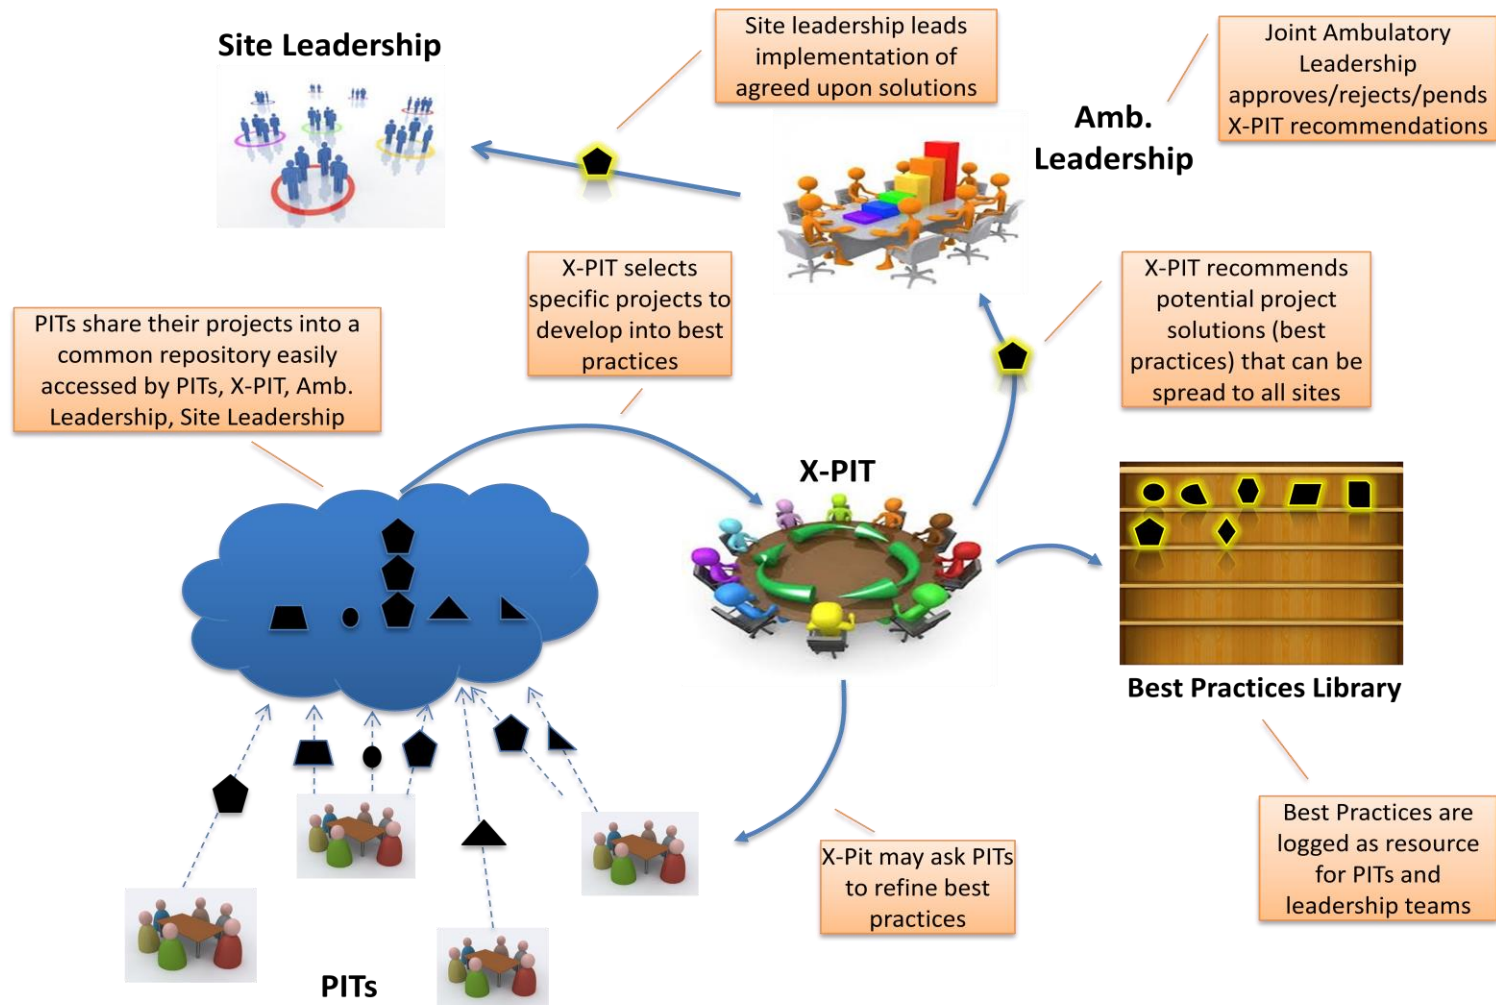 Site Leadership
Site leadership leads
implementation of
agreed upon solutions
Joint Ambulatory
Leadership
approves/rejects/pends
X-PIT recommendations
Amb.
Leadership
X-PIT selects
specific projects to
develop into best
practices
X-PIT recommends
potential project
solutions (best
practices) that can be
spread to all sites
PITs share their projects into a
common repository easily
accessed by PITs, X-PIT, Amb.
Leadership, Site Leadership
X-PIT
Best Practices Library
X-Pit may ask PITs
to refine best
practices
Best Practices are
logged as resource
for PITs and
leadership teams
PITs